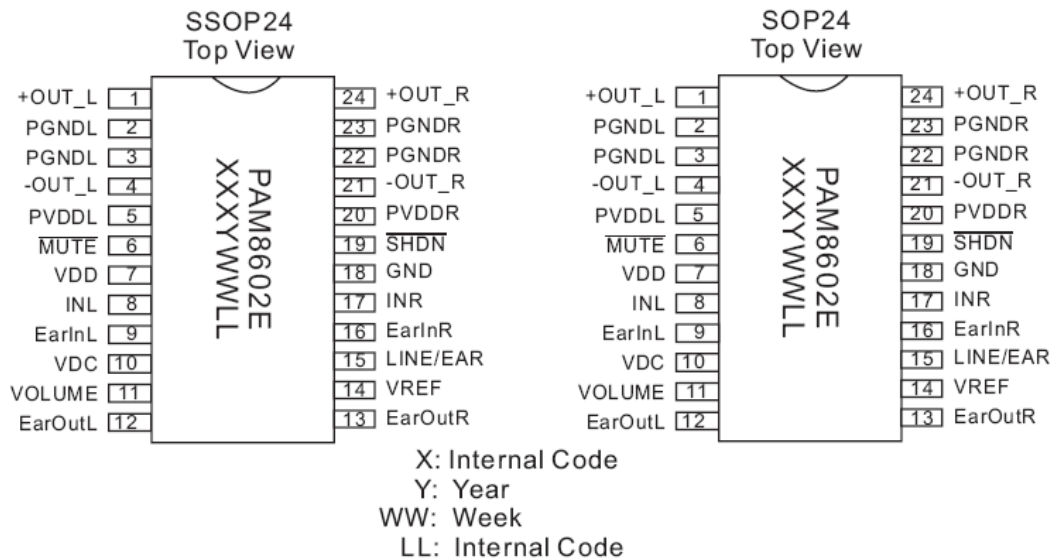 SSOP24
Top View
+OUT_L 1
PGNDL 2
PGNDL 3
-OUT_L 4
PVDDL 5
MUTE 6
VDD 7
INL 8
EarInL 9
VDC 10
VOLUME 11
EarOutL 12
PAM8602E
XXXYWWLL
24 +OUT_R
23 PGNDR
22 PGNDR
21 -OUT_R
20 PVDDR
19 SHDN
18 GND
17 INR
16 EarInR
15 LINE/EAR
14 VREF
13 EarOutR
SOP24
Top View
+OUT_L 1
PGNDL 2
PGNDL 3
-OUT_L 4
PVDDL 5
MUTE 6
VDD 7
INL 8
EarInL 9
VDC 10
VOLUME 11
EarOutL 12
PAM8602E
XXXYWWLL
24 +OUT_R
23 PGNDR
22 PGNDR
21 -OUT_R
20 PVDDR
19 SHDN
18 GND
17 INR
16 EarInR
15 LINE/EAR
14 VREF
13 EarOutR
X: Internal Code
Y: Year
WW: Week
LL: Internal Code